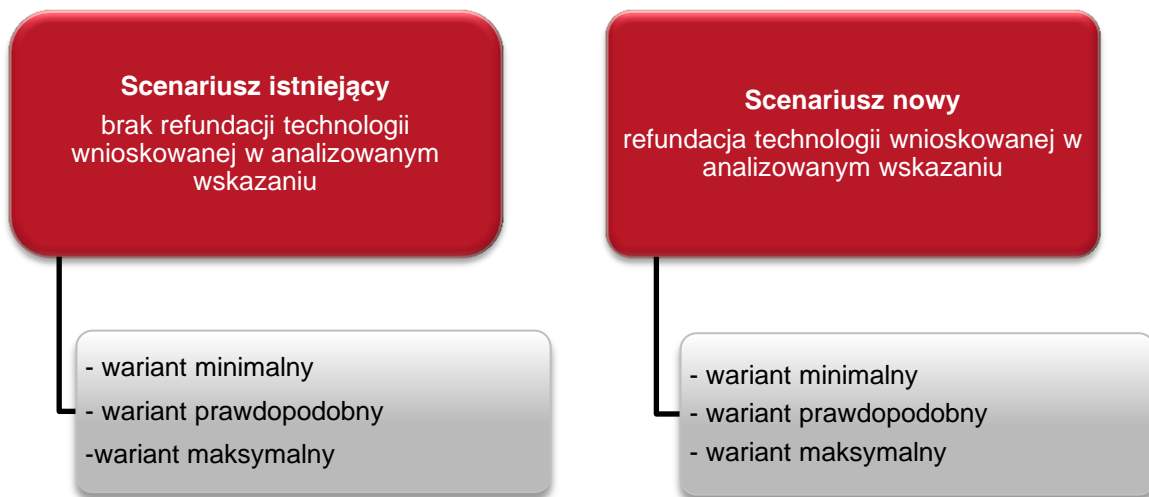 Scenariusz istniejący
brak refundacji technologii
wnioskowanej w analizowanym
wskazaniu
- wariant minimalny
- wariant prawdopodobny
-wariant maksymalny
Scenariusz nowy
refundacja technologii wnioskowanej w
analizowanym wskazaniu
- wariant minimalny
- wariant prawdopodobny
- wariant maksymalny